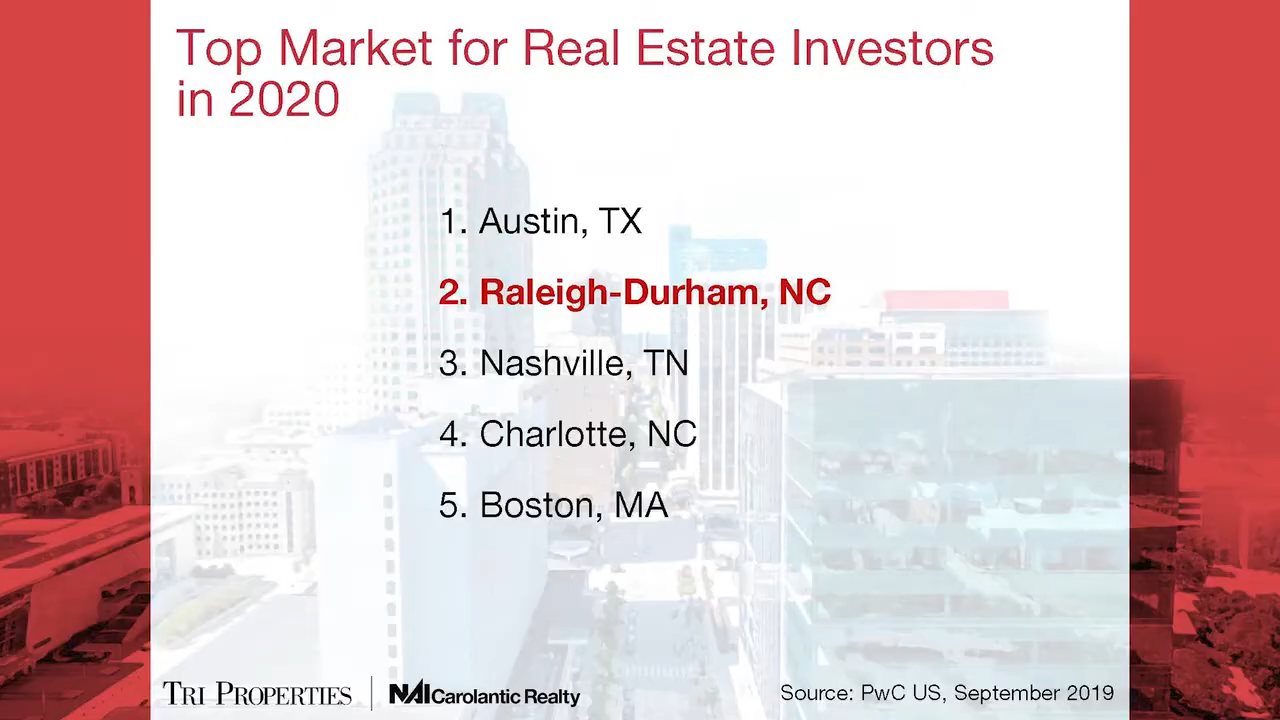 Top Market for Real Estate Investors
in 2020
1. Austin, TX
2. Raleigh-Durham, NC
3. Nashville, TN
4. Charlotte, NC
5. Boston, MA
TRI PROPERTIES | NAI Carolantic Realty
Source: PwC US, September 2019